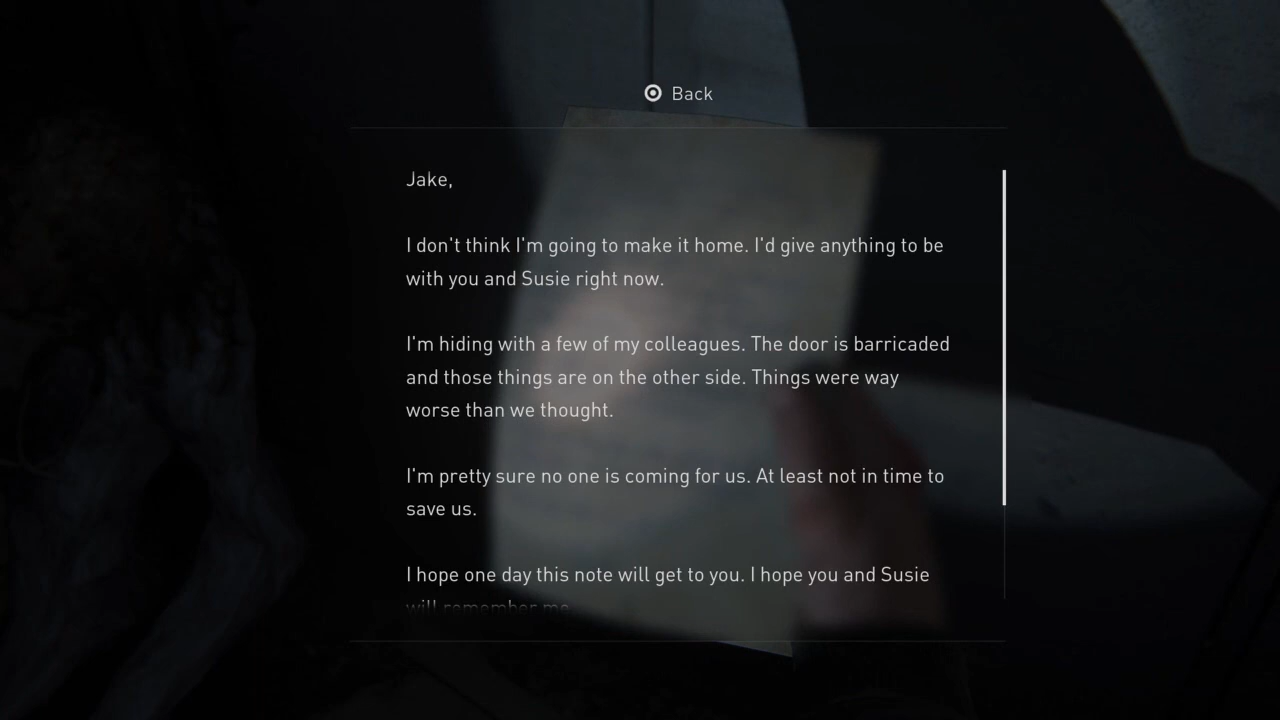 Back
Jake,
I don't think I'm going to make it home. I'd give anything to be
with you and Susie right now.
I'm hiding with a few of my colleagues. The door is barricaded
and those things are on the other side. Things were way
worse than we thought.
I'm pretty sure no one is coming for us. At least not in time to
save us.
I hope one day this note will get to you. I hope you and Susie
will remember me